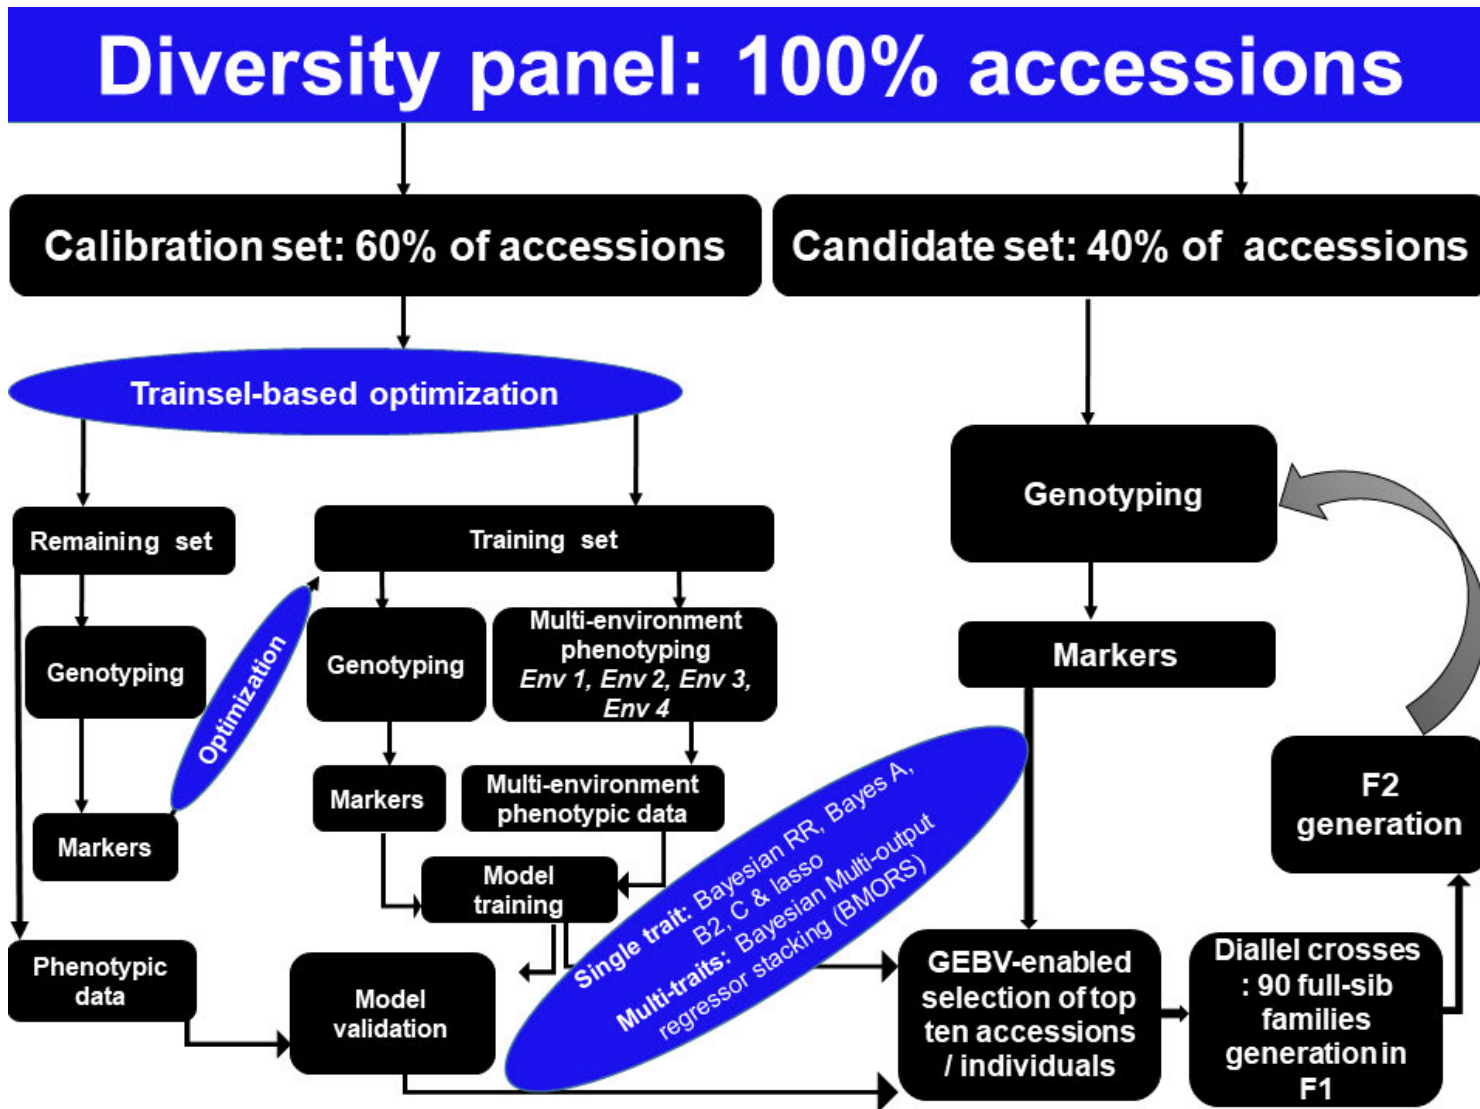 Diversity panel: 100% accessions
Calibration set: 60% of accessions
Candidate set: 40% of accessions
Trainsel-based optimization
Remaining set
Training set
Genotyping
Optimization
Genotyping
Multi-environment
phenotyping
Env 1, Env 2, Env 3,
Env 4
Genotyping
Markers
Markers
Markers
Multi-environment
phenotypic data
Model
training
Single trait: Bayesian RR, Bayes A,
B2, C & lasso
Multi-traits: Bayesian Multi-output
regressor stacking (BMORS)
F2
generation
Phenotypic
data
Model
validation
GEBV-enabled
selection of top
ten accessions
/ individuals
Diallel crosses
: 90 full-sib
families
generation in
F1